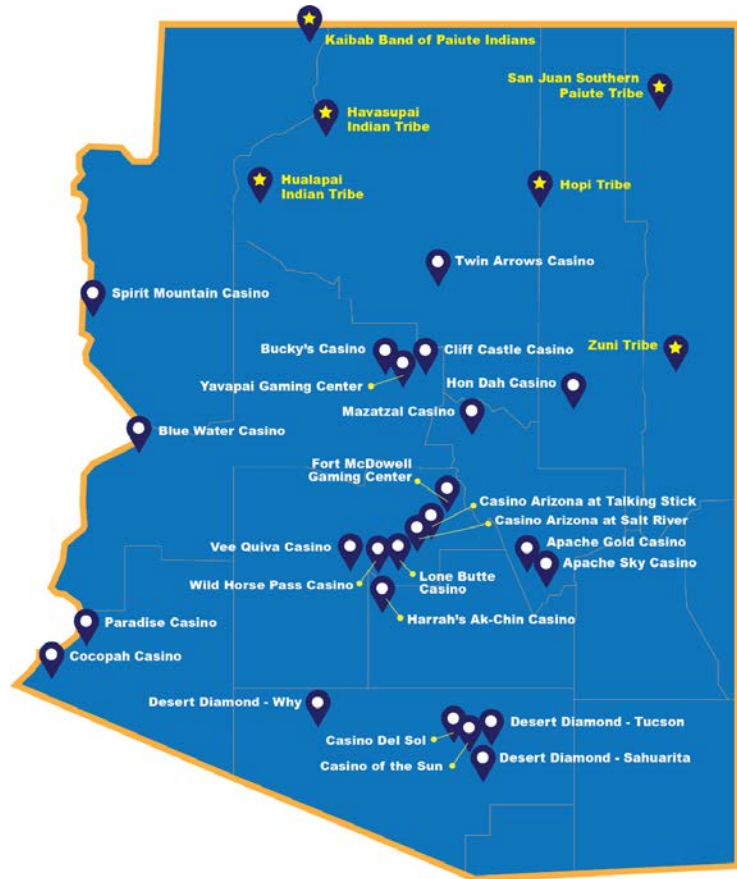 Kaibab Band of Paiute Indians
San Juan Southern
Paiute Tribe
Havasupai
Indian Tribe
Hualapai
Indian Tribe
Hopi Tribe
Twin Arrows Casino
Spirit Mountain Casino
Bucky's Casino
Cliff Castle Casino
Zuni Tribe
Yavapai Gaming Center
Hon Dah Casino
Mazatzal Casino
Blue Water Casino
Fort McDowell
Gaming Center
Casino Arizona at Talking Stick
Casino Arizona at Salt River
Vee Quiva Casino
Apache Gold Casino
Apache Sky Casino
Wild Horse Pass Casino
Lone Butte
Casino
Harrah's Ak-Chin Casino
Paradise Casino
Cocopah Casino
Desert Diamond - Why
Desert Diamond - Tucson
Casino Del Sol
Casino of the Sun
Desert Diamond - Sahuarita